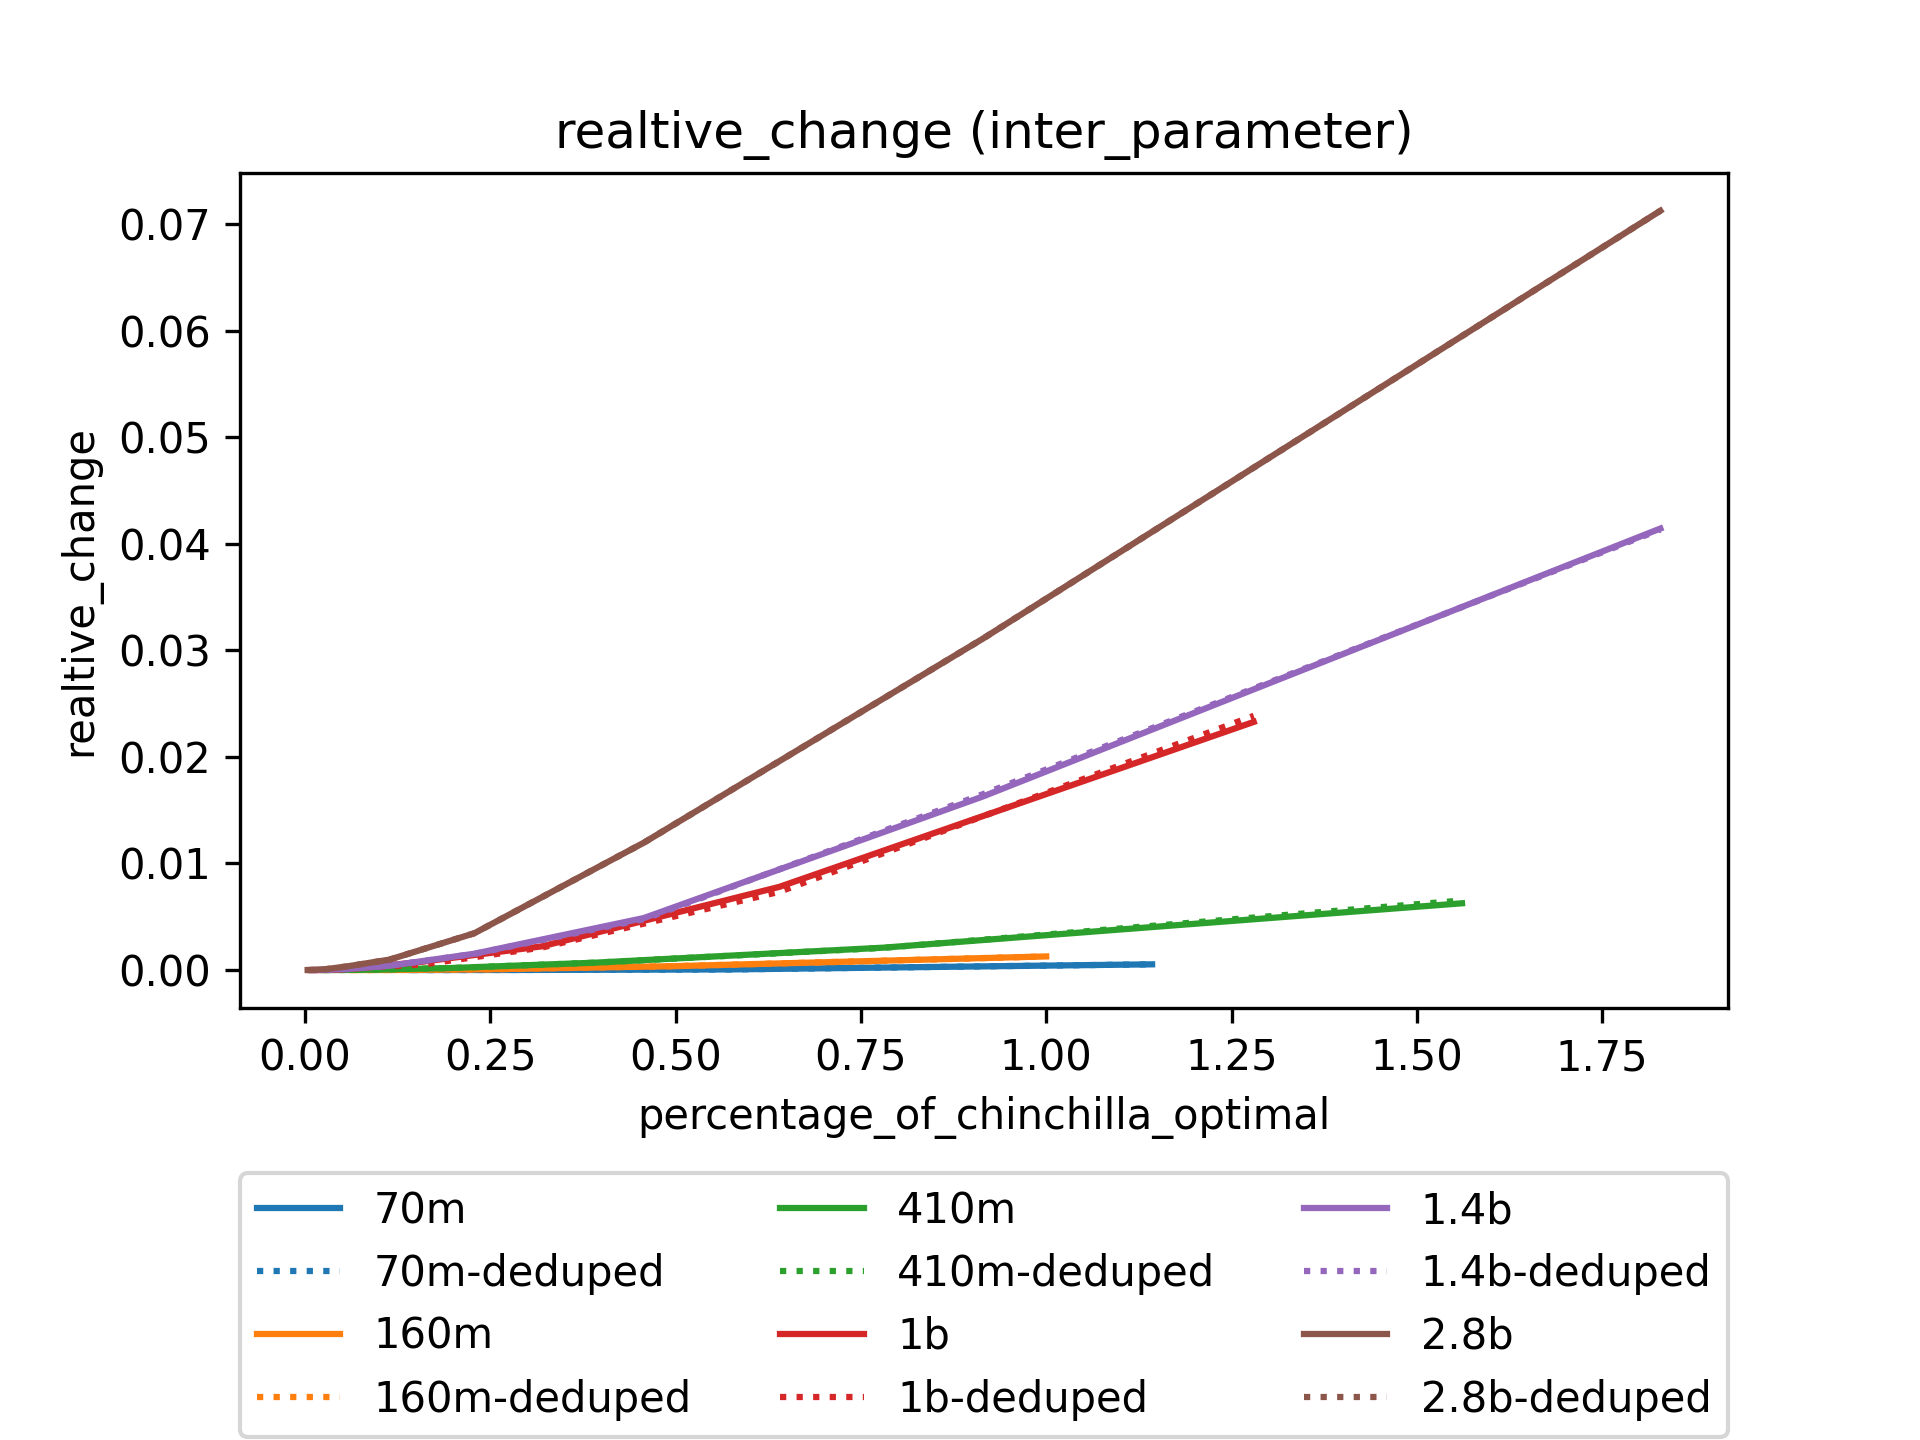 realtive_change (inter_parameter)
realtive_change
0.07
0.06
0.05
0.04
0.03
0.02
0.01
0.00
0.00 0.25 0.50 0.75 1.00 1.25 1.50 1.75
percentage_of_chinchilla_optimal
70m
70m-deduped
160m
160m-deduped
410m
410m-deduped
1b
1b-deduped
1.4b
1.4b-deduped
2.8b
2.8b-deduped